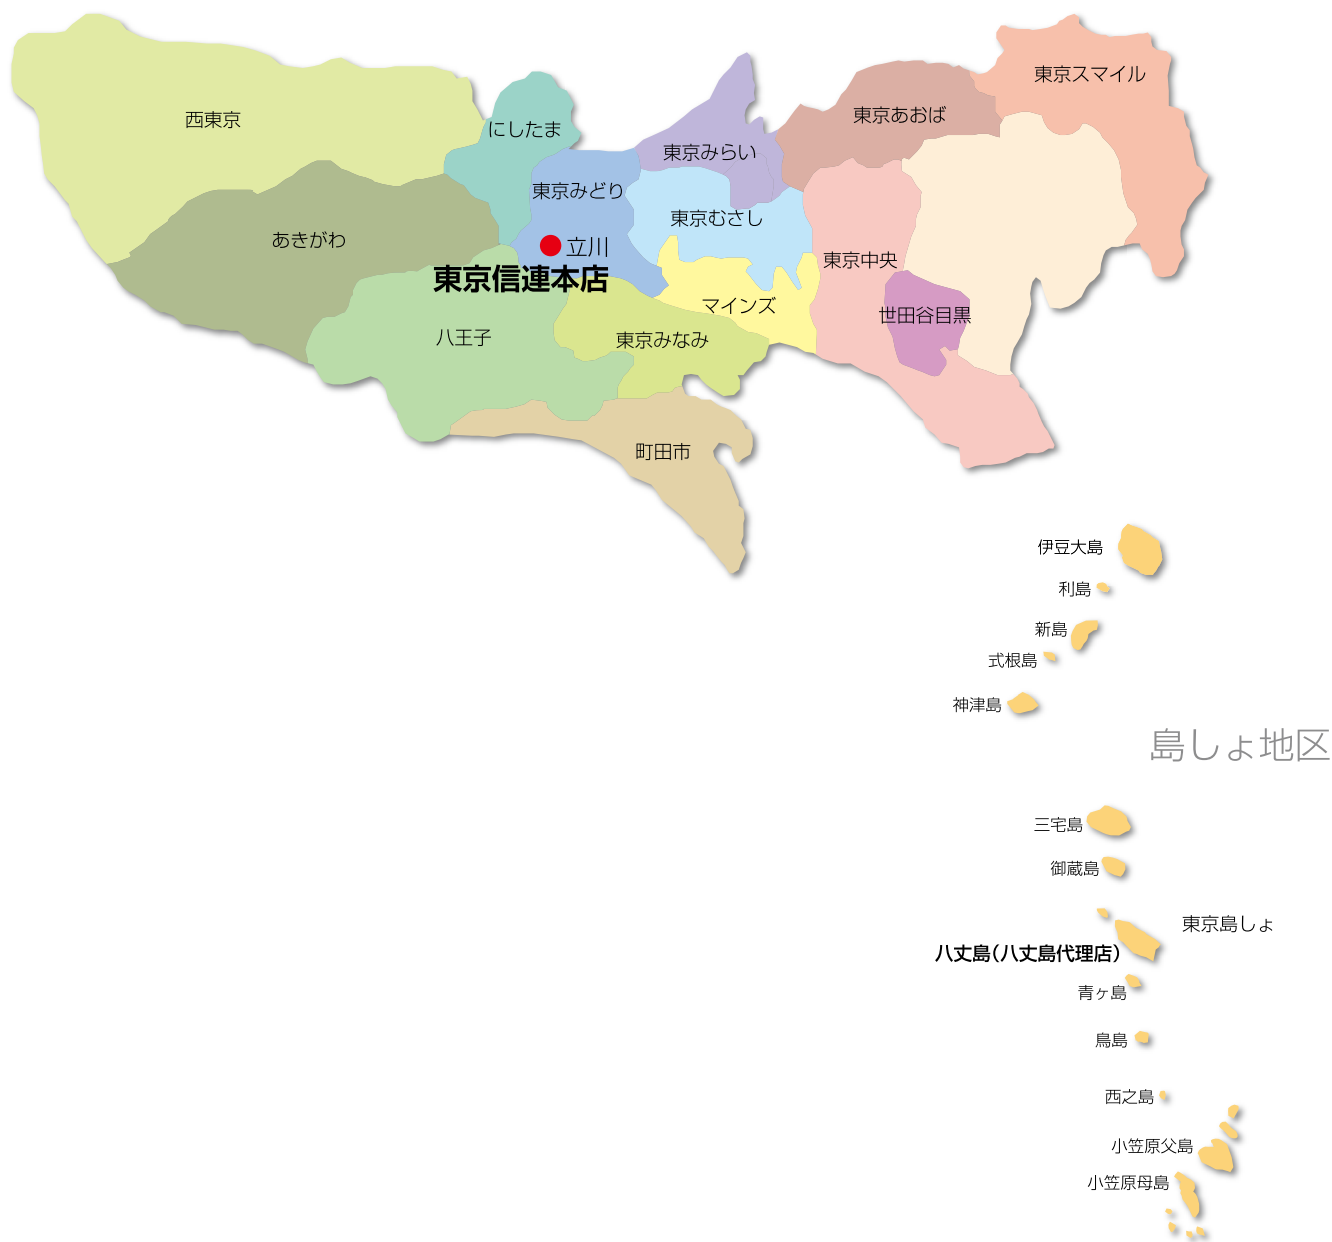 東京スマイル
東京あおば
西東京
にしたま
東京みらい
東京みどり
東京むさし
あきがわ
立川
東京信連本店
東京中央
マインズ
世田谷目黒
八王子
東京みなみ
町田市
伊豆大島
利島
新島
式根島
神津島
島しょ地区
三宅島
御蔵島
東京島しょ
八丈島(八丈島代理店)
青ヶ島
鳥島
西之島
小笠原父島
小笠原母島